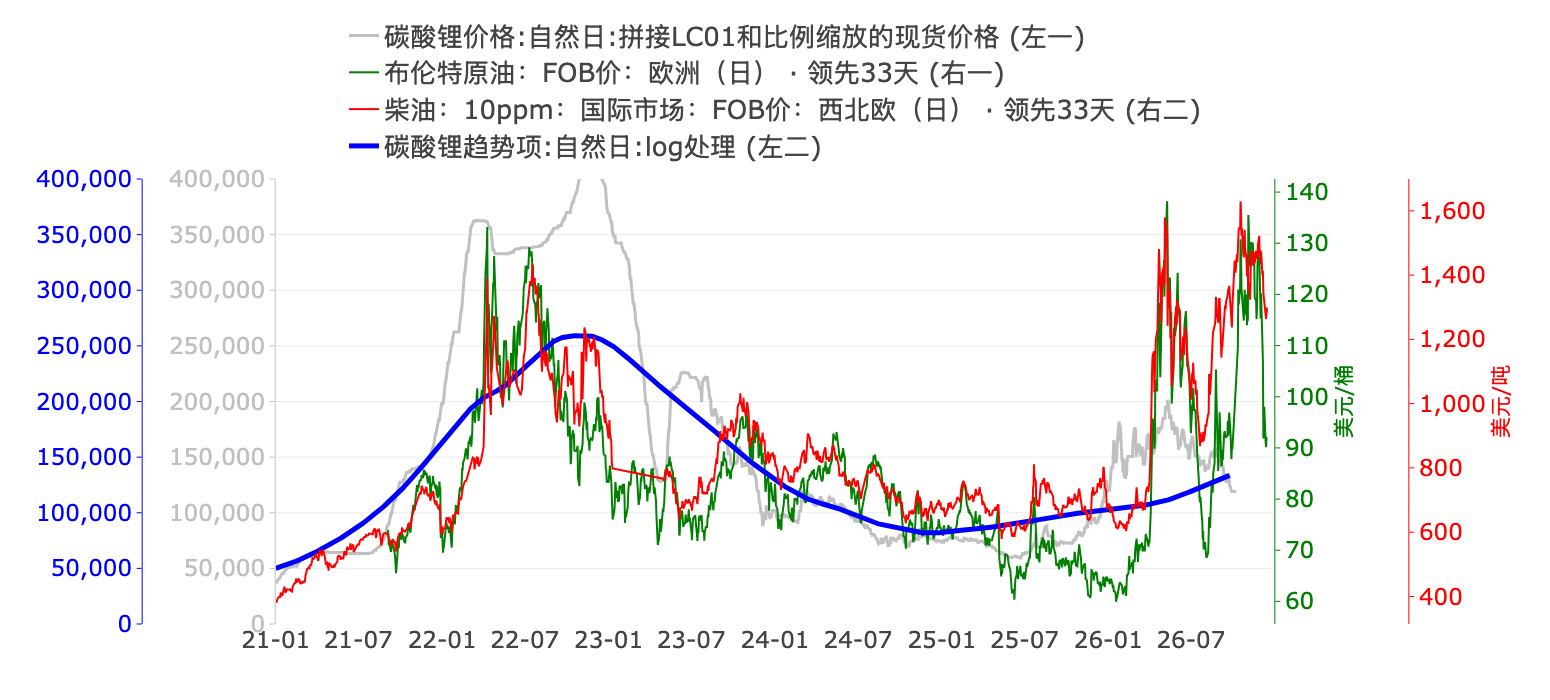 碳酸锂价格:自然日:拼接LC01和比例缩放的现货价格 (左一)
布伦特原油：FOB价：欧洲（日） · 领先33天 (右一)
柴油：10ppm：国际市场：FOB价：西北欧（日） · 领先33天 (右二)
碳酸锂趋势项:自然日:log处理 (左二)
400,000 400,000 140
1,600
350,000 350,000 130
1,400
300,000 300,000 120
1,200
250,000 250,000 110
美元/桶
美元/吨
200,000 200,000 100
1,000
150,000 150,000 90
800
100,000 100,000 80
600
50,000 50,000 70
400
0 0 60
21-01 21-07 22-01 22-07 23-01 23-07 24-01 24-07 25-01 25-07 26-01 26-07